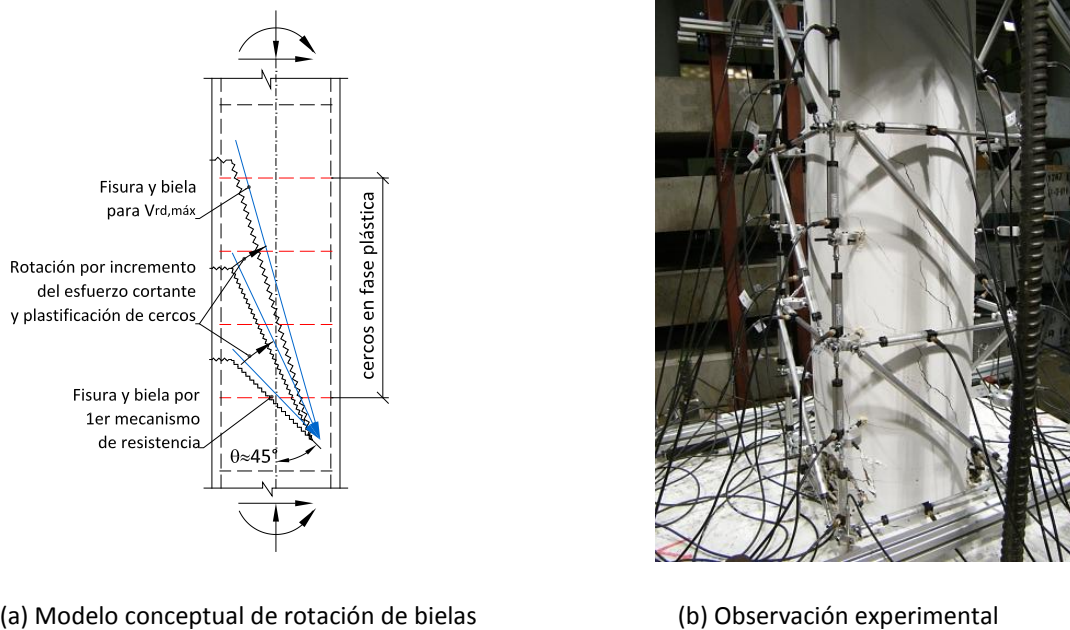 Fisura y biela
para Vrd,máx
Rotación por incremento
del esfuerzo cortante
y plastificación de cercos
Fisura y biela por
1er mecanismo
de resistencia
θ≈45°
cercos en fase plástica
(a) Modelo conceptual de rotación de bielas
(b) Observación experimental